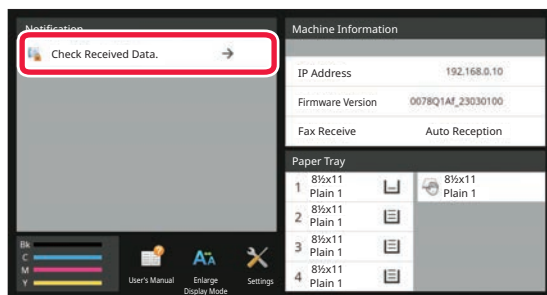 Notification
Check Received Data.
Machine Information
IP Address 192.168.0.10
Firmware Version 0078Q1Af_23030100
Fax Receive Auto Reception
Paper Tray
1 8½x11
Plain 1
8½x11
Plain 1
2 8½x11
Plain 1
3 8½x11
Plain 1
4 8½x11
Plain 1
Bk
C
M
Y
User's Manual
Enlarge
Display Mode
Settings